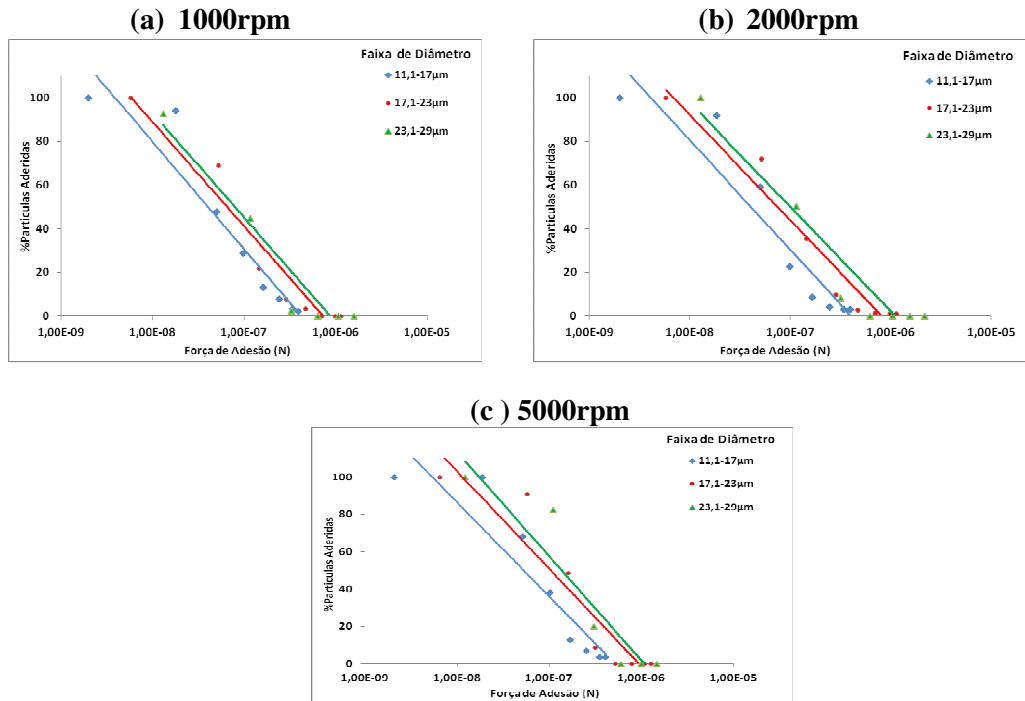 (a) 1000rpm
Faixa de Diâmetro
11,1-17µm
17,1-23µm
23,1-29µm
%Partículas Aderidas
100
80
60
40
20
0
1,00E-09 1,00E-08 1,00E-07 1,00E-06 1,00E-05
Força de Adesão (N)
(b) 2000rpm
Faixa de Diâmetro
11,1-17µm
17,1-23µm
23,1-29µm
%Partículas Aderidas
100
80
60
40
20
0
1,00E-09 1,00E-08 1,00E-07 1,00E-06 1,00E-05
Força de Adesão (N)
(c ) 5000rpm
Faixa de Diâmetro
11,1-17µm
17,1-23µm
23,1-29µm
%Partículas Aderidas
100
80
60
40
20
0
1,00E-09 1,00E-08 1,00E-07 1,00E-06 1,00E-05
Força de Adesão (N)